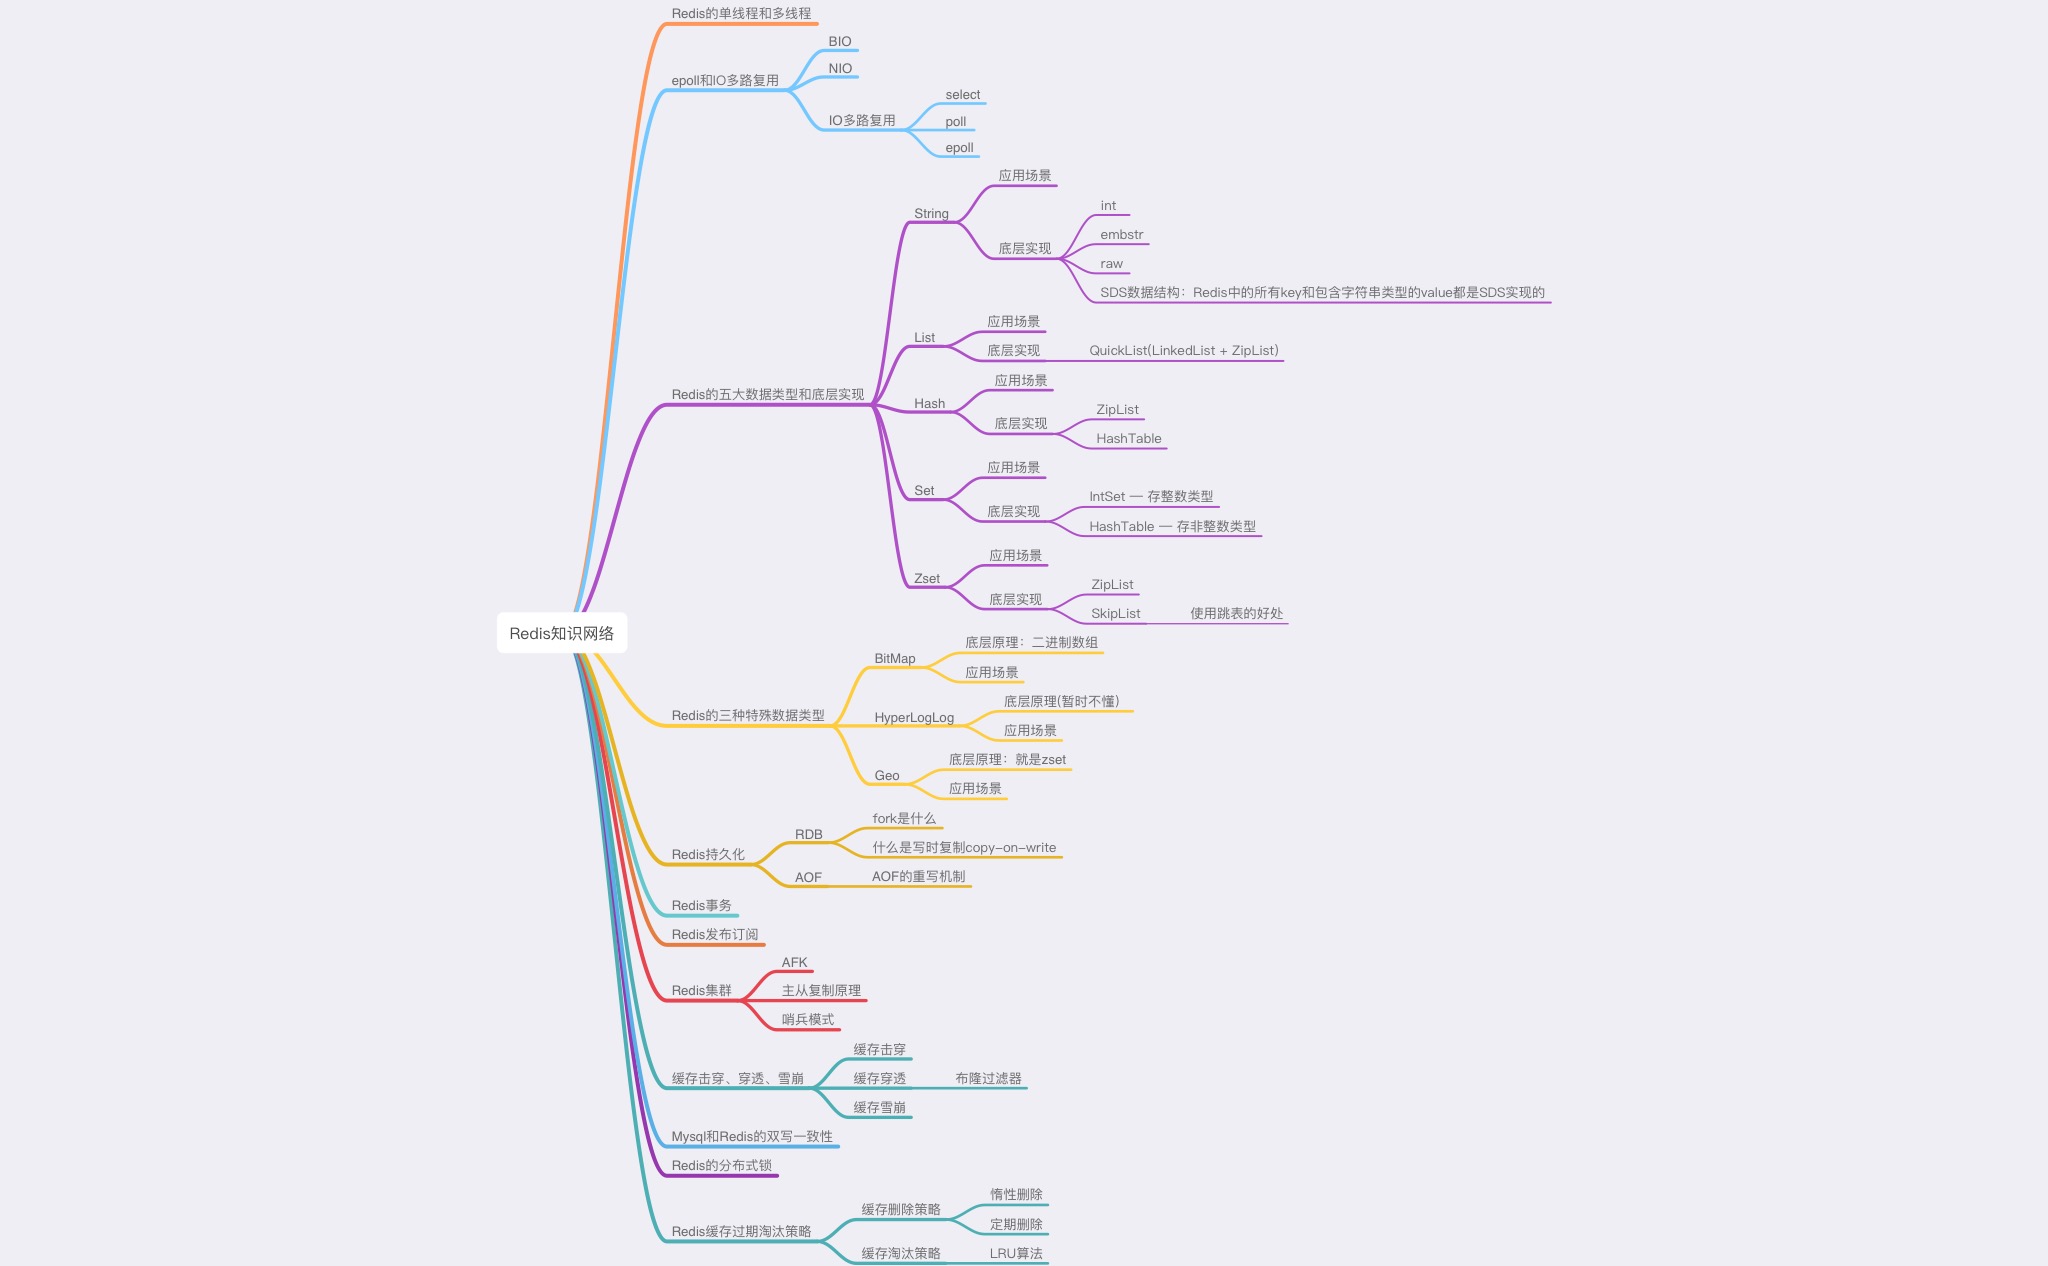 Redis知识网络
Redis的单线程和多线程
epoll和IO多路复用
BIO
NIO
IO多路复用
select
poll
epoll
Redis的五大数据类型和底层实现
String
应用场景
底层实现
int
embstr
raw
SDS数据结构：Redis中的所有key和包含字符串类型的value都是SDS实现的
List
应用场景
底层实现
QuickList(LinkedList + ZipList)
Hash
应用场景
底层实现
ZipList
HashTable
Set
应用场景
底层实现
IntSet — 存整数类型
HashTable — 存非整数类型
Zset
应用场景
底层实现
ZipList
SkipList
使用跳表的好处
Redis的三种特殊数据类型
BitMap
底层原理：二进制数组
应用场景
HyperLogLog
底层原理(暂时不懂)
应用场景
Geo
底层原理：就是zset
应用场景
Redis持久化
RDB
fork是什么
什么是写时复制copy-on-write
AOF
AOF的重写机制
Redis事务
Redis发布订阅
Redis集群
AFK
主从复制原理
哨兵模式
缓存击穿、穿透、雪崩
缓存击穿
缓存穿透
布隆过滤器
缓存雪崩
Mysql和Redis的双写一致性
Redis的分布式锁
Redis缓存过期淘汰策略
缓存删除策略
惰性删除
定期删除
缓存淘汰策略
LRU算法